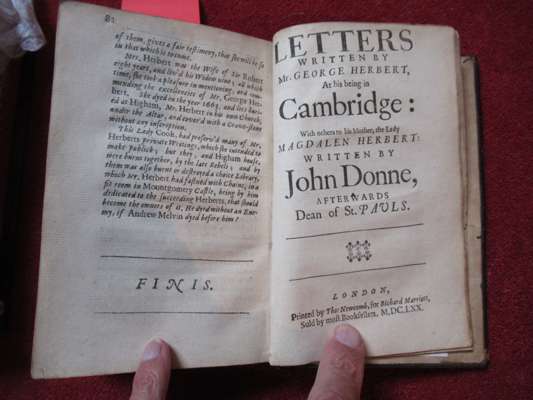 of them, gives a fair testimony, that she will be so
in that which is to come.
Mrs. Herbert was the Wife of Sir Robert
eight years, and liv'd his Widow nine; all which
time, she took a pleasure in mentioning, and com-
mending the excellencies of Mr. George Her-
bert. She dyed in the year 1663, and lies buri-
ed at Higham, Mr. Herbert in his own Church,
under the Altar, and cover'd with a Grave-stone
without any inscription.
This Lady Cook, had preserv'd many of Mr.
Herberts private Writings, which she intended to
make publick; but they, and Higham house,
were burnt together, by the late Rebels; and by
them was also burnt or destroyed a choice Library,
which Mr. Herbert had fastned with Chains, in a
fit room in Mountgomery Castle, being by him
dedicated to the succeeding Herberts, that should
become the owners of it. He dyed without an Ene-
my, if Andrew Melvin dyed before him?
FINIS.
LETTERS
WRITTEN BY
Mr. GEORGE HERBERT,
At his being in
Cambridge:
With others to his Mother, the Lady
MAGDALEN HERBERT:
WRITTEN BY
John Donne,
AFTERWARDS
Dean of St. PAULS.
LONDON,
Printed by Tho: Newcomb, for Richard Marriott,
Sold by most Booksellers. M,DC,LXX.